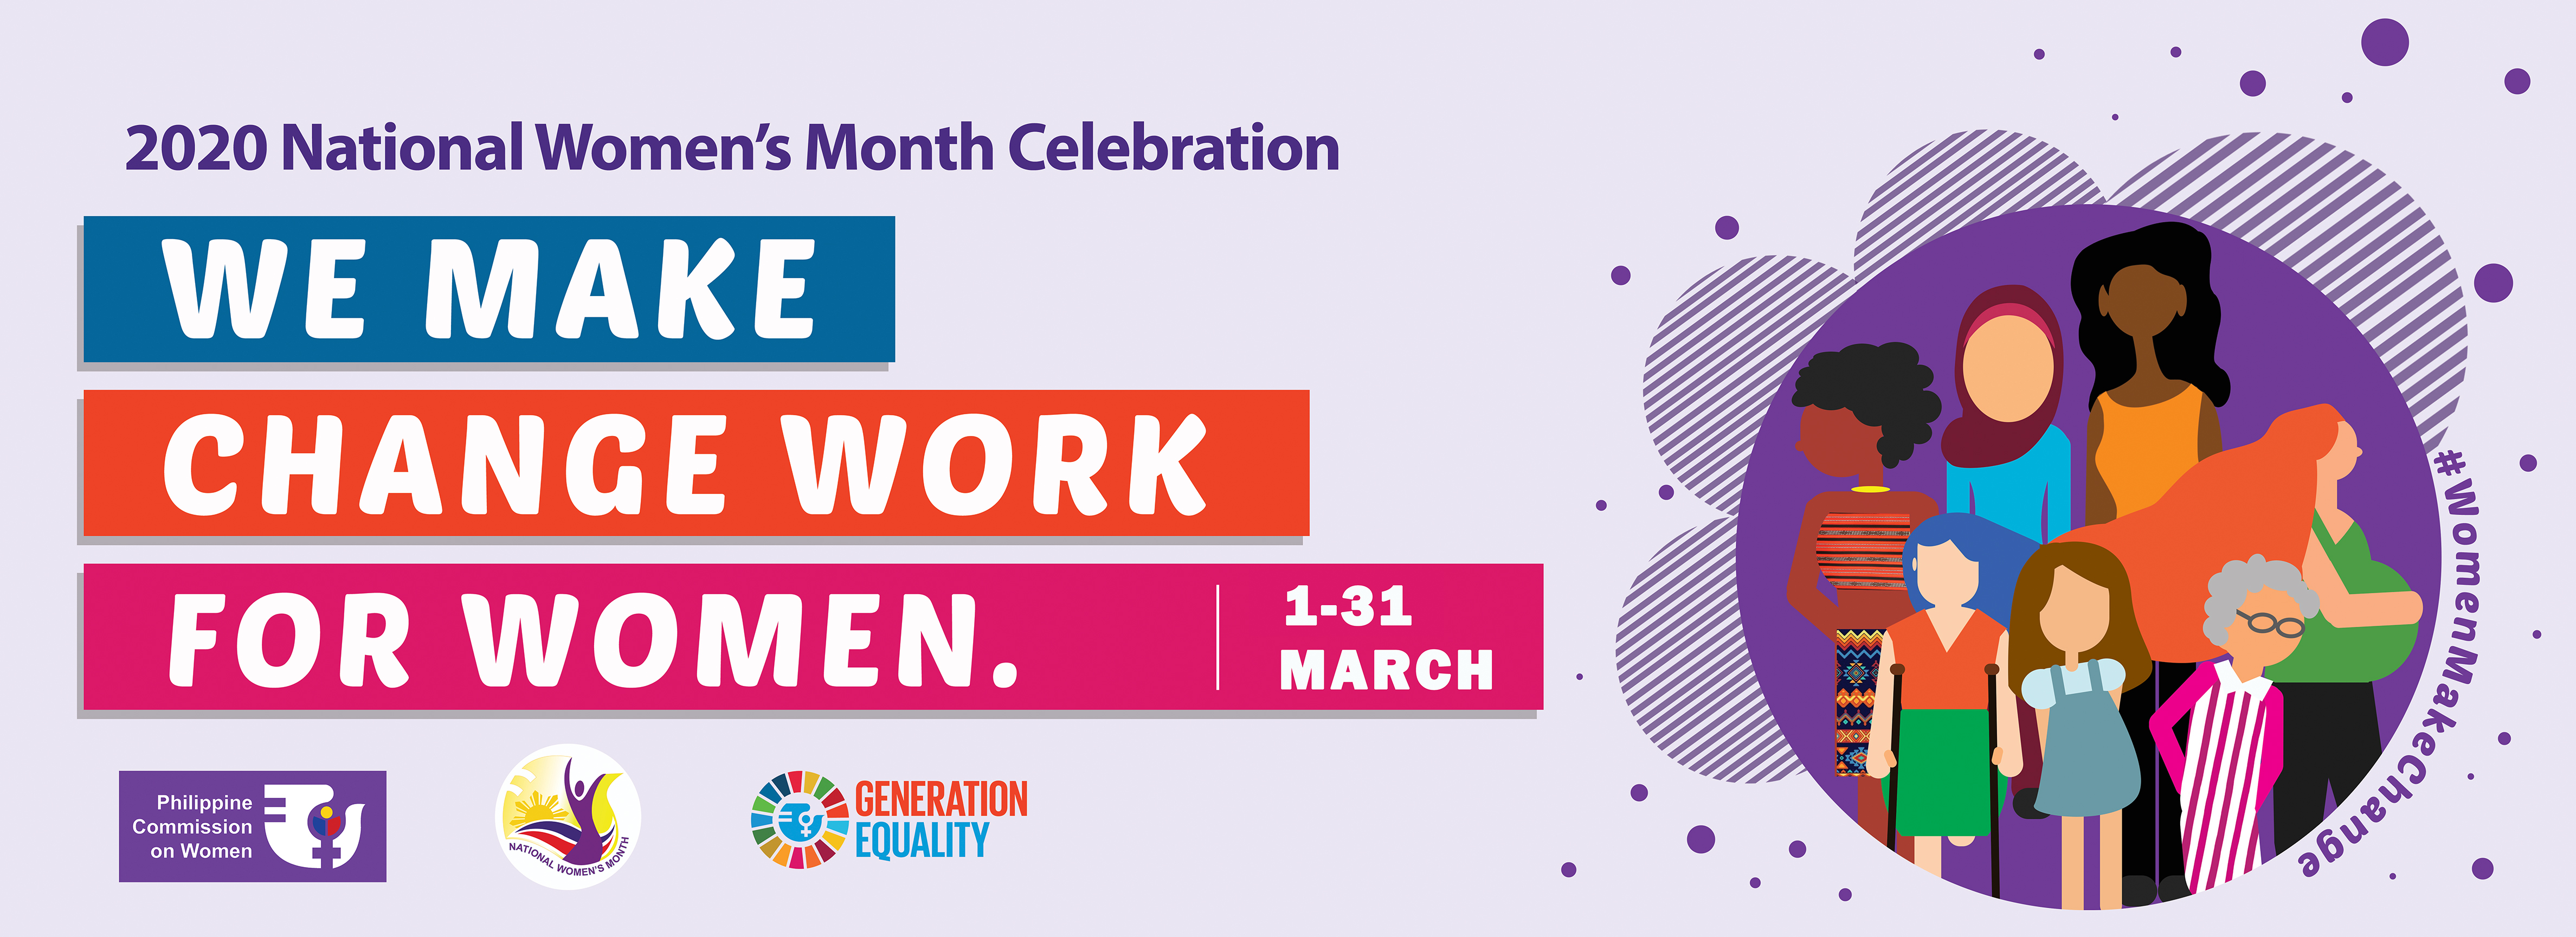 2020 National Women's Month Celebration
WE MAKE
CHANGE WORK
FOR WOMEN.
1-31
MARCH
Philippine
Commission
on Women
NATIONAL WOMEN'S MONTH
GENERATION
EQUALITY
#WomenMakeChange